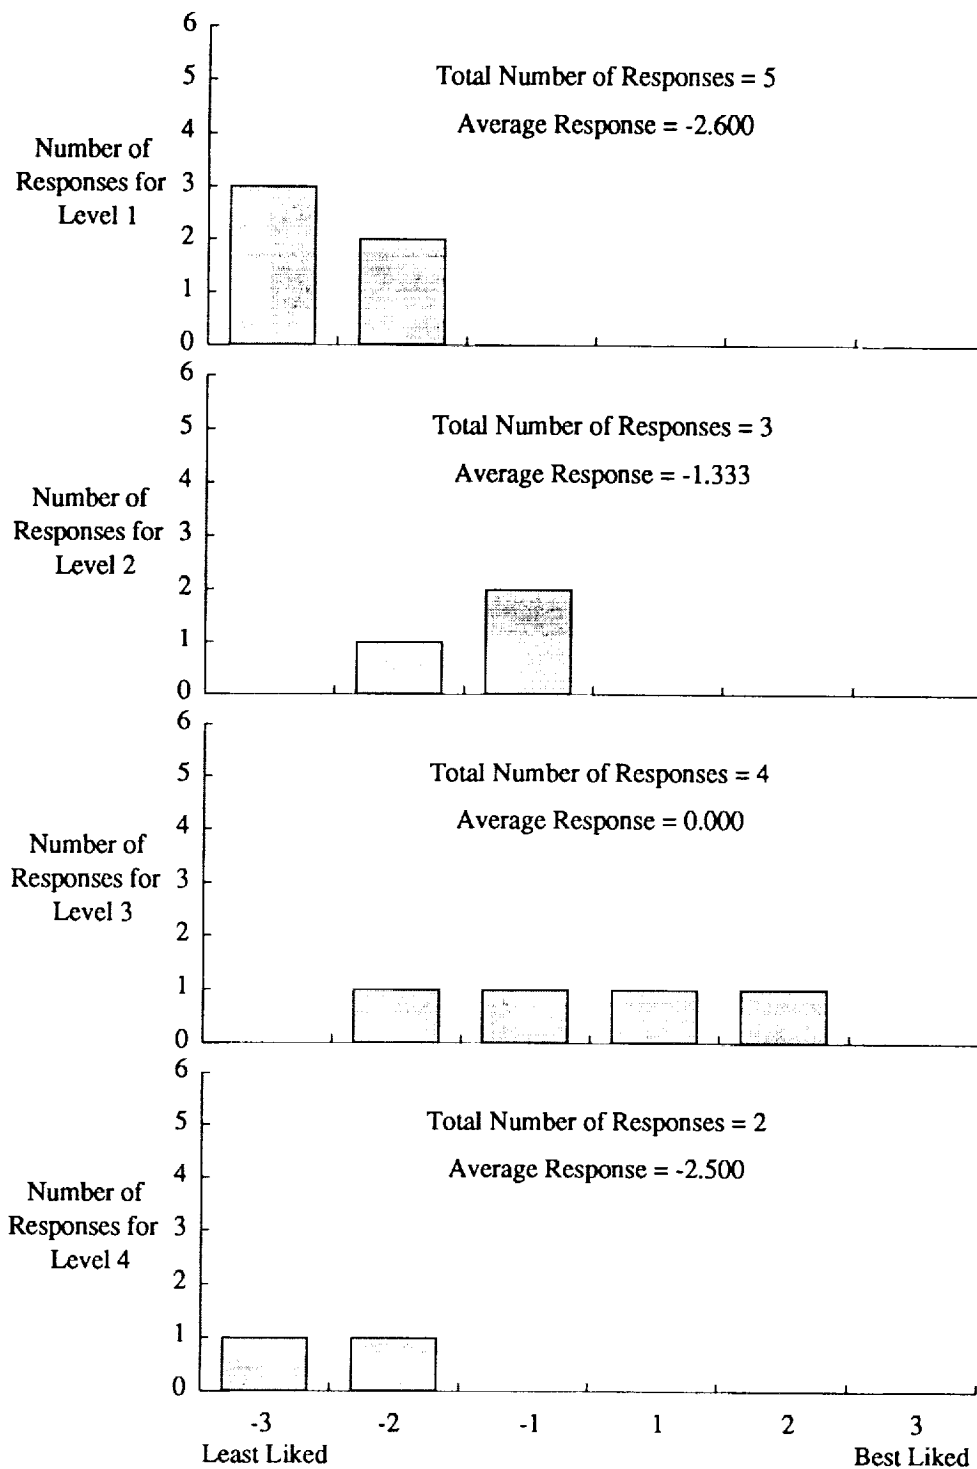 6
5
Total Number of Responses = 5
4
Average Response = -2.600
Number of
Responses for
Level 1
3
2
1
0
6
5
Total Number of Responses = 3
4
Average Response = -1.333
Number of
Responses for
Level 2
3
2
1
0
6
5
Total Number of Responses = 4
4
Average Response = 0.000
Number of
Responses for
Level 3
3
2
1
0
6
5
Total Number of Responses = 2
4
Average Response = -2.500
Number of
Responses for
Level 4
3
2
1
0
-3 -2 -1 1 2 3
Least Liked Best Liked